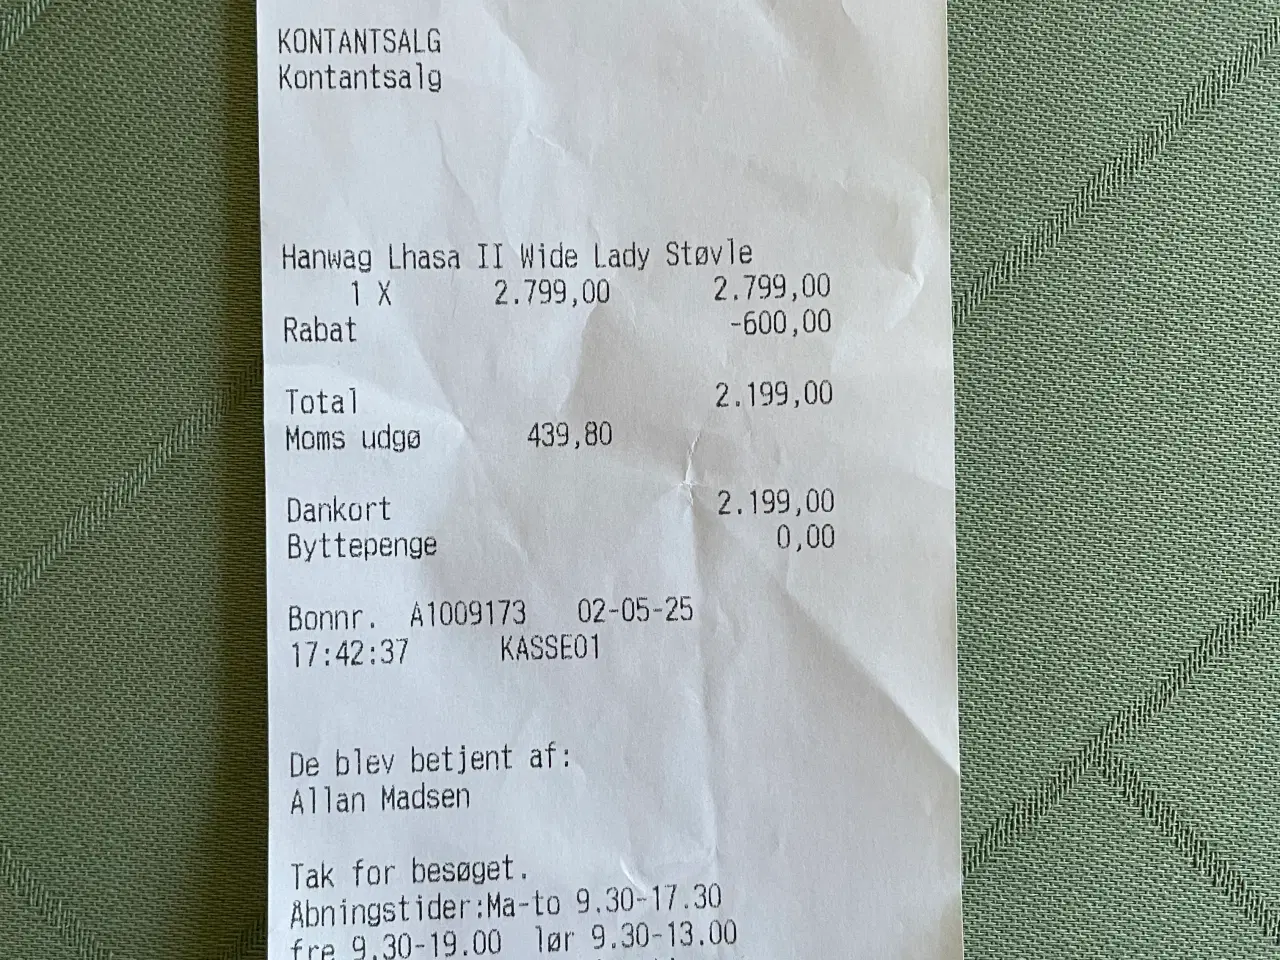 KONTANTSALG
Kontantsalg
Hanwag Lhasa II Wide Lady Støvle
1 X 2.799,00 2.799,00
Rabat -600,00
Total 2.199,00
Moms udgø 439,80
Dankort 2.199,00
Byttepenge 0,00
Bonnr. A1009173 02-05-25
17:42:37 KASSE01
De blev betjent af:
Allan Madsen
Tak for besøget.
Åbningstider:Ma-to 9.30-17.30
fre 9.30-19.00 lør 9.30-13.00